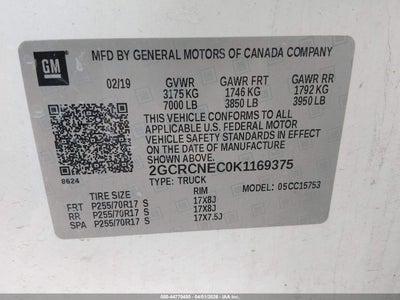 GM
MFD BY GENERAL MOTORS OF CANADA COMPANY
02/19 GVWR GAWR FRT GAWR RR
3175 KG 1746 KG 1792 KG
7000 LB 3850 LB 3950 LB
THIS VEHICLE CONFORMS TO ALL
APPLICABLE U.S. FEDERAL MOTOR
VEHICLE SAFETY STANDARDS IN EFFECT ON
THE DATE OF MANUFACTURE
SHOWN ABOVE.
2GCRCNEC0K1169375
8624 TYPE: TRUCK
MODEL: 05CC15753
TIRE SIZE RIM
FRT P255/70R17 S 17X8J
RR P255/70R17 S 17X8J
SPA P255/70R17 S 17X7.5J